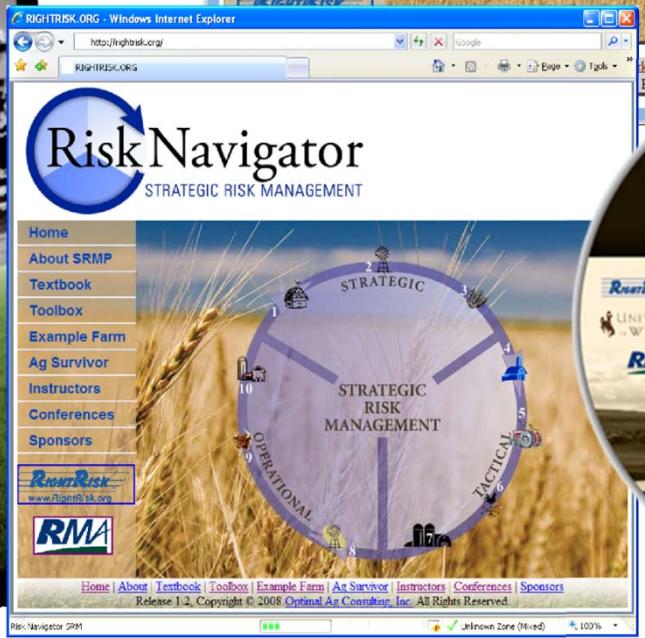 RIGHTRISK.ORG - Windows Internet Explorer
http://rightrisk.org/
Google
RIGHTRISK.ORG
Page
Tools
Risk Navigator
STRATEGIC RISK MANAGEMENT
Home
About SRMP
Textbook
Toolbox
Example Farm
Ag Survivor
Instructors
Conferences
Sponsors
RightRisk
www.RightRisk.org
RMA
1
2
STRATEGIC
3
4
5
TACTICAL
6
7
8
OPERATIONAL
9
10
STRATEGIC
RISK
MANAGEMENT
Home | About | Textbook | Toolbox | Example Farm | Ag Survivor | Instructors | Conferences | Sponsors
Release 1.2, Copyright © 2008 Optimal Ag Consulting, Inc. All Rights Reserved.
Risk Navigator SRM
Unknown Zone (Mixed)
100%